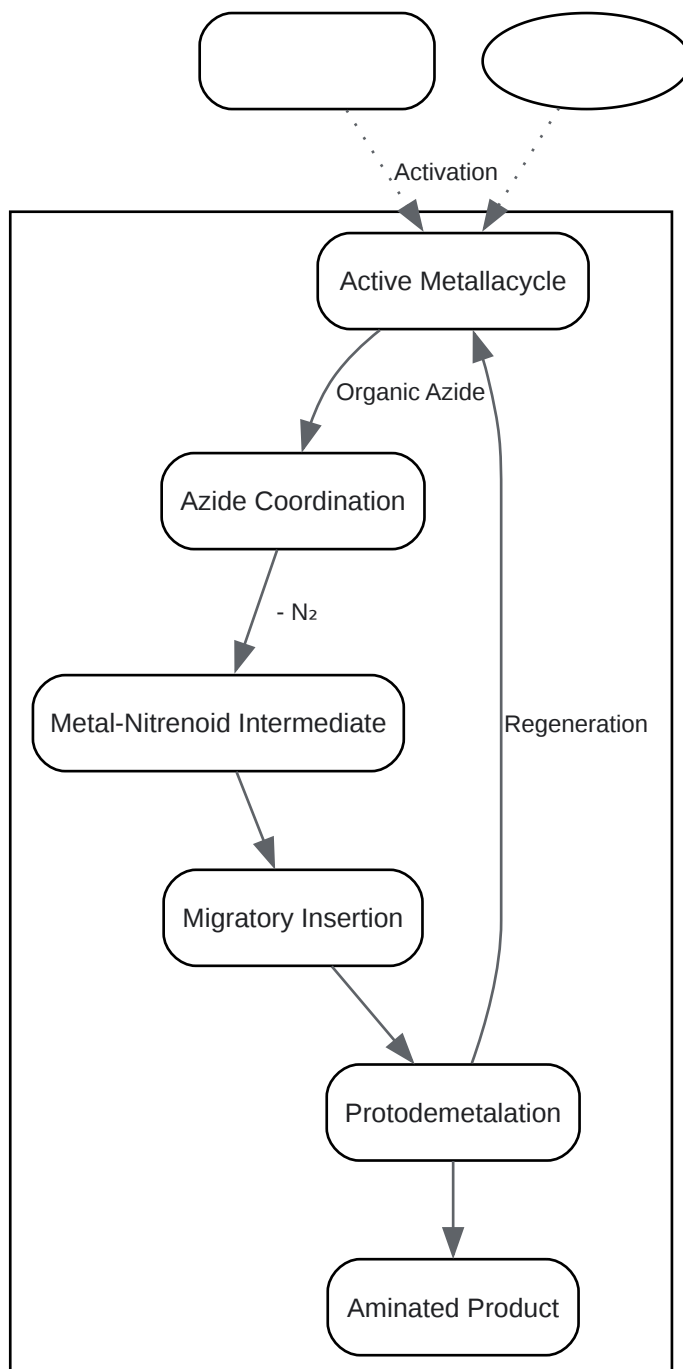 Activation
Active Metallacycle
Organic Azide
Azide Coordination
- N₂
Metal-Nitrenoid Intermediate
Regeneration
Migratory Insertion
Protodemetalation
Aminated Product